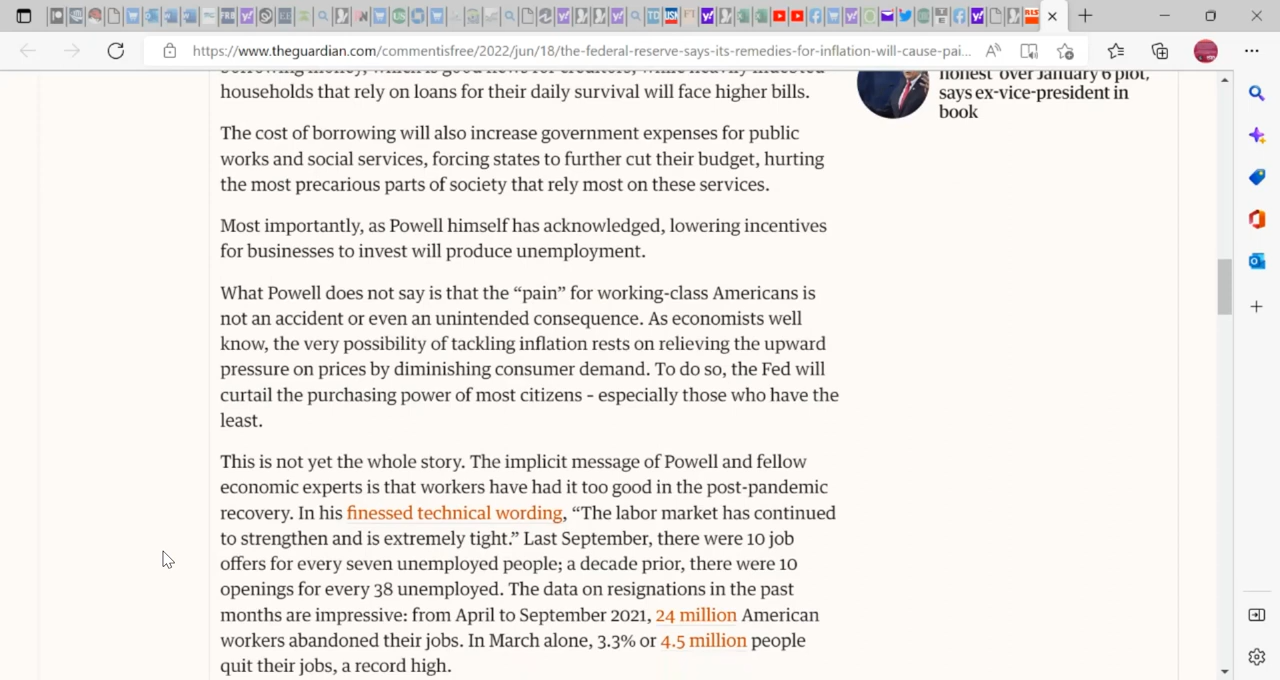 https://www.theguardian.com/commentisfree/2022/jun/18/the-federal-reserve-says-its-remedies-for-inflation-will-cause-pai...
households that rely on loans for their daily survival will face higher bills.
The cost of borrowing will also increase government expenses for public
works and social services, forcing states to further cut their budget, hurting
the most precarious parts of society that rely most on these services.
Most importantly, as Powell himself has acknowledged, lowering incentives
for businesses to invest will produce unemployment.
What Powell does not say is that the “pain” for working-class Americans is
not an accident or even an unintended consequence. As economists well
know, the very possibility of tackling inflation rests on relieving the upward
pressure on prices by diminishing consumer demand. To do so, the Fed will
curtail the purchasing power of most citizens – especially those who have the
least.
This is not yet the whole story. The implicit message of Powell and fellow
economic experts is that workers have had it too good in the post-pandemic
recovery. In his finessed technical wording, “The labor market has continued
to strengthen and is extremely tight.” Last September, there were 10 job
offers for every seven unemployed people; a decade prior, there were 10
openings for every 38 unemployed. The data on resignations in the past
months are impressive: from April to September 2021, 24 million American
workers abandoned their jobs. In March alone, 3.3% or 4.5 million people
quit their jobs, a record high.
honest’ over January 6 plot,
says ex-vice-president in
book